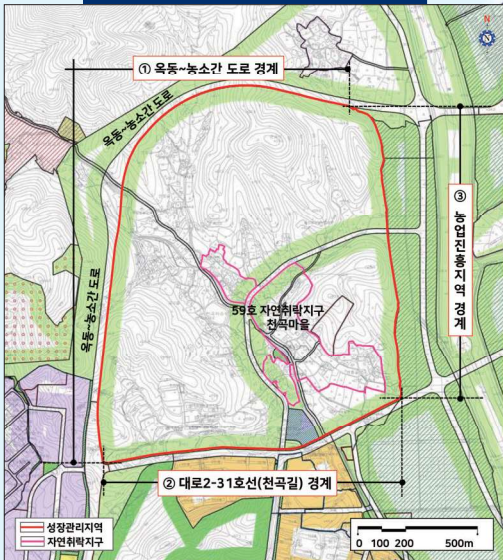 N
① 옥동~농소간 도로 경계
옥동~농소간 도로
옥동~농소간 도로
③ 농업진흥지역 경계
59호 자연취락지구
천곡마을
② 대로2-31호선(천곡길) 경계
성장관리지역
자연취락지구
0 100 200 500m